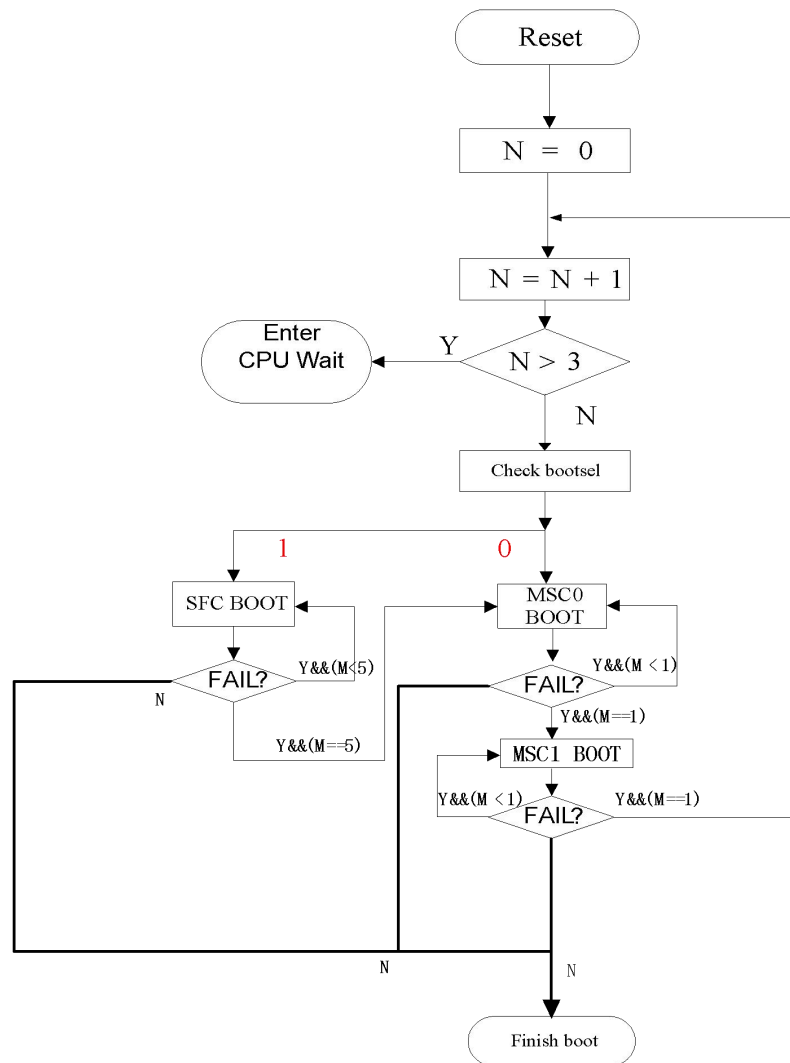 Reset
N = 0
N = N + 1
Enter
CPU Wait
Y
N > 3
N
Check bootsel
1
0
SFC BOOT
MSC0
BOOT
FAIL?
Y&&(M<5)
N
FAIL?
Y&&(M <1)
Y&&(M==5)
Y&&(M==1)
MSC1 BOOT
Y&&(M <1)
FAIL?
Y&&(M==1)
N
N
Finish boot